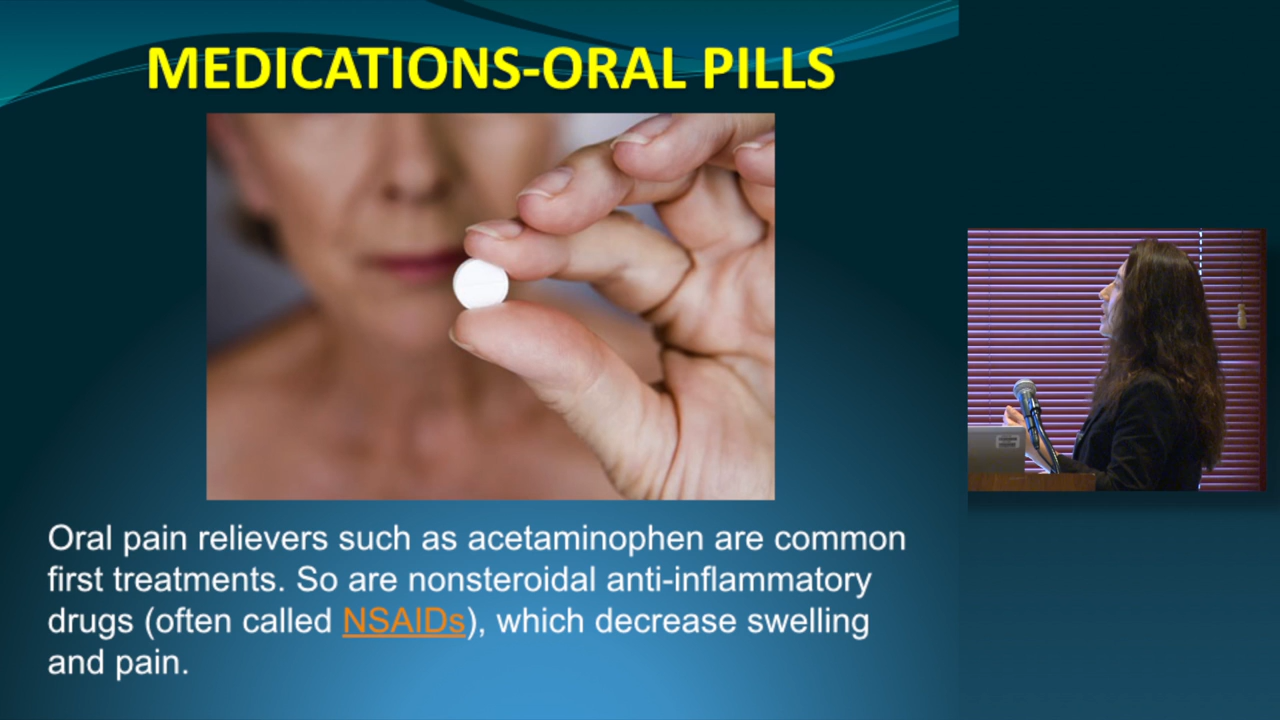 MEDICATIONS-ORAL PILLS
Oral pain relievers such as acetaminophen are common
first treatments. So are nonsteroidal anti-inflammatory
drugs (often called NSAIDs), which decrease swelling
and pain.